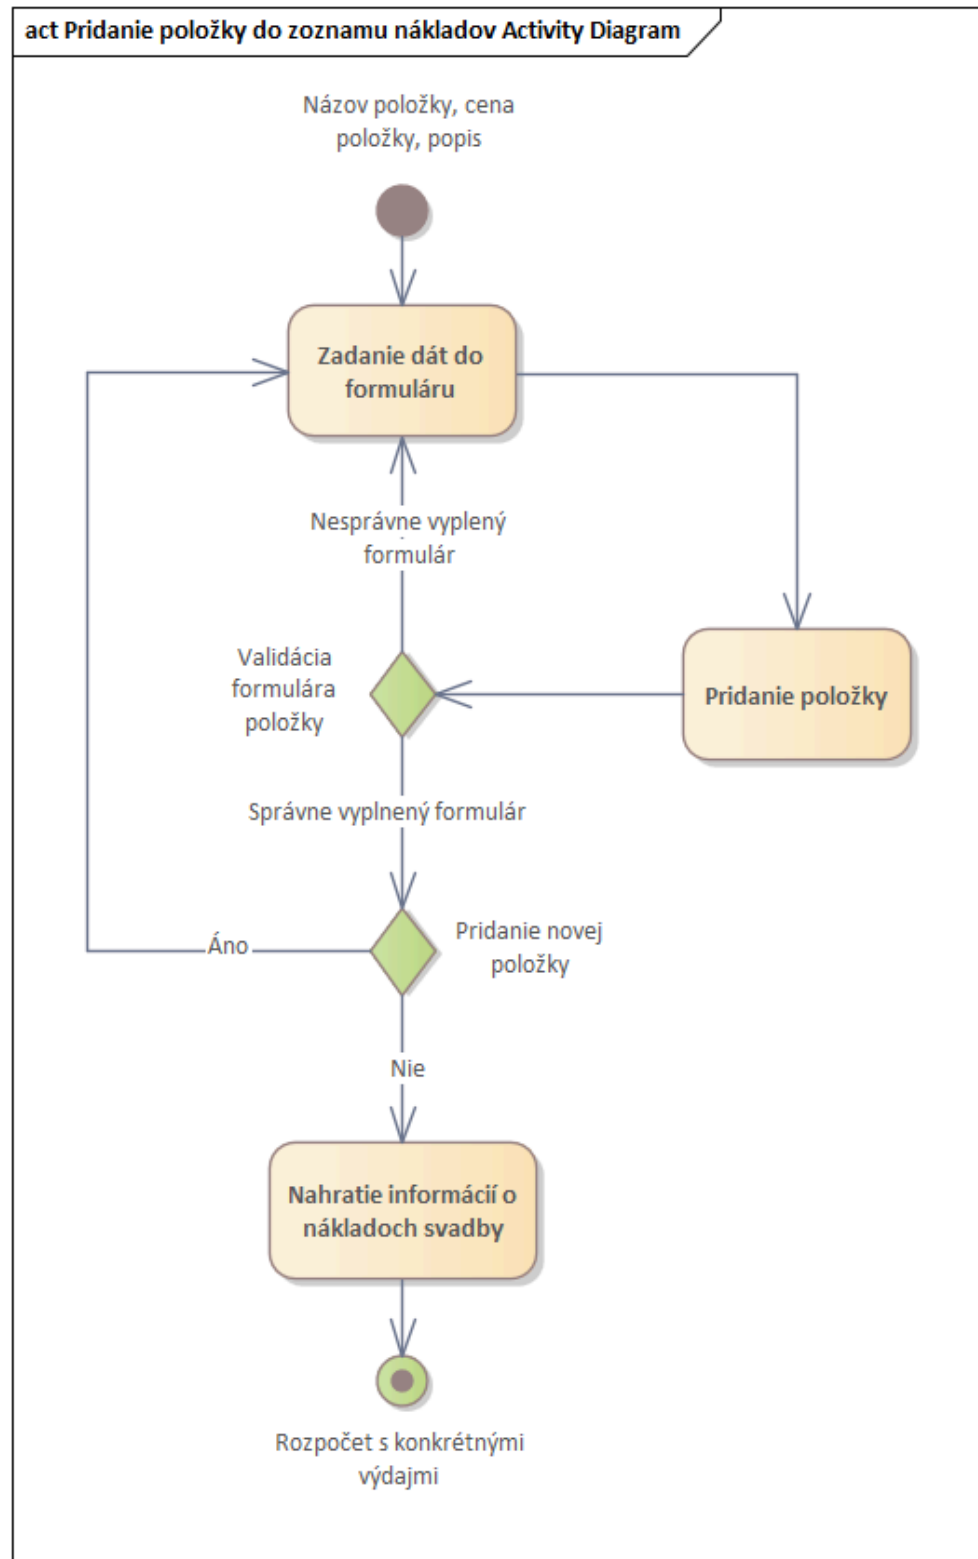 act Pridanie položky do zoznamu nákladov Activity Diagram
Názov položky, cena
položky, popis
Zadanie dát do
formuláru
Nesprávne vyplený
formulár
Validácia
formulára
položky
Pridanie položky
Správne vyplnený formulár
Pridanie novej
položky
Áno
Nie
Nahratie informácií o
nákladoch svadby
Rozpočet s konkrétnými
výdajmi